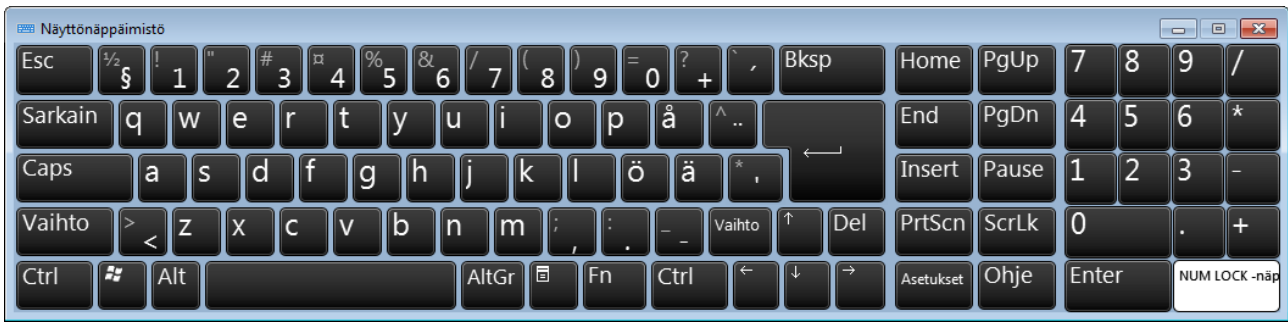 Näyttönäppäimistö
Esc ½ § ! 1 " 2 # 3 ¤ 4 % 5 & 6 / 7 ( 8 ) 9 = 0 ? + ` ´ Bksp Home PgUp 7 8 9 /
Sarkain q w e r t y u i o p å ^ ¨ End PgDn 4 5 6 *
Caps a s d f g h j k l ö ä * ' Insert Pause 1 2 3 -
Vaihto > < z x c v b n m ; , : . _ - Vaihto ↑ Del PrtScn ScrLk 0 . +
Ctrl Alt AltGr Fn Ctrl ← ↓ → Asetukset Ohje Enter NUM LOCK -näp